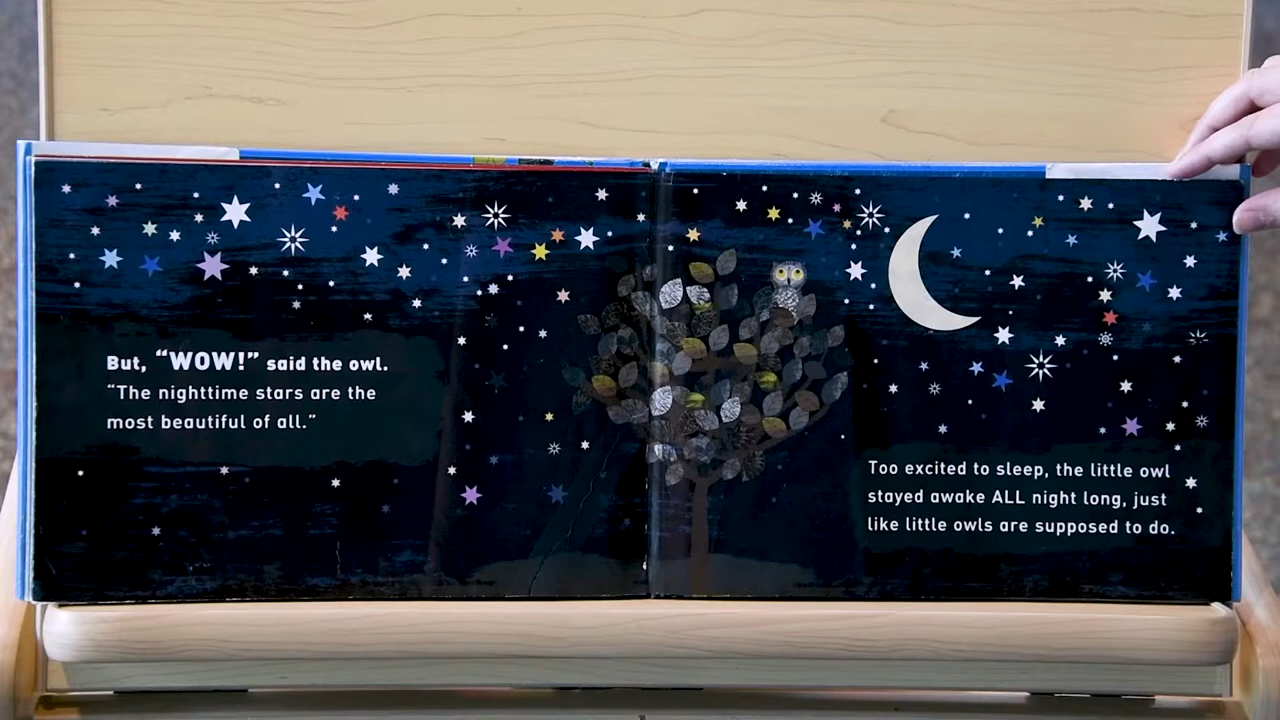 But, “WOW!” said the owl.
“The nighttime stars are the
most beautiful of all.”
Too excited to sleep, the little owl
stayed awake ALL night long, just
like little owls are supposed to do.